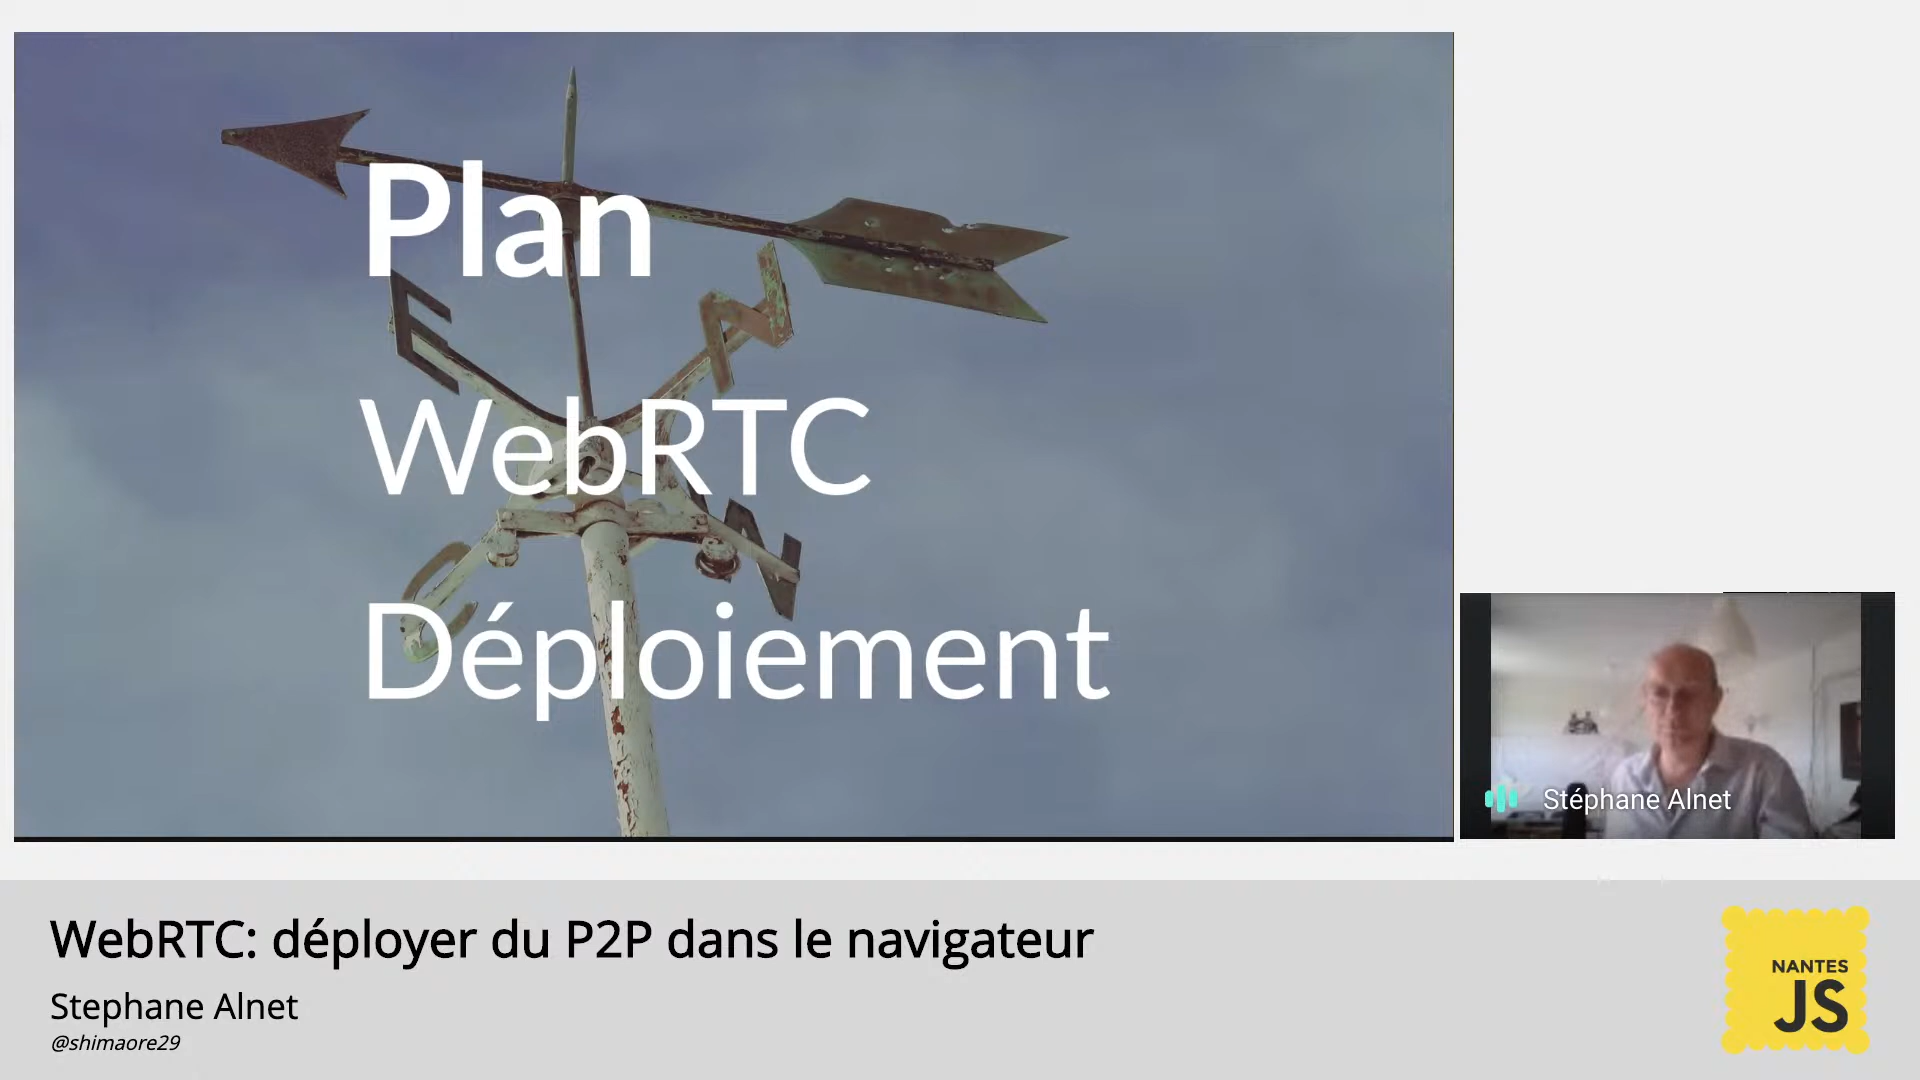 Plan
E
N
WebRTC
Déploiement
Stéphane Alnet
WebRTC: déployer du P2P dans le navigateur
Stephane Alnet
@shimaore29
NANTES
JS